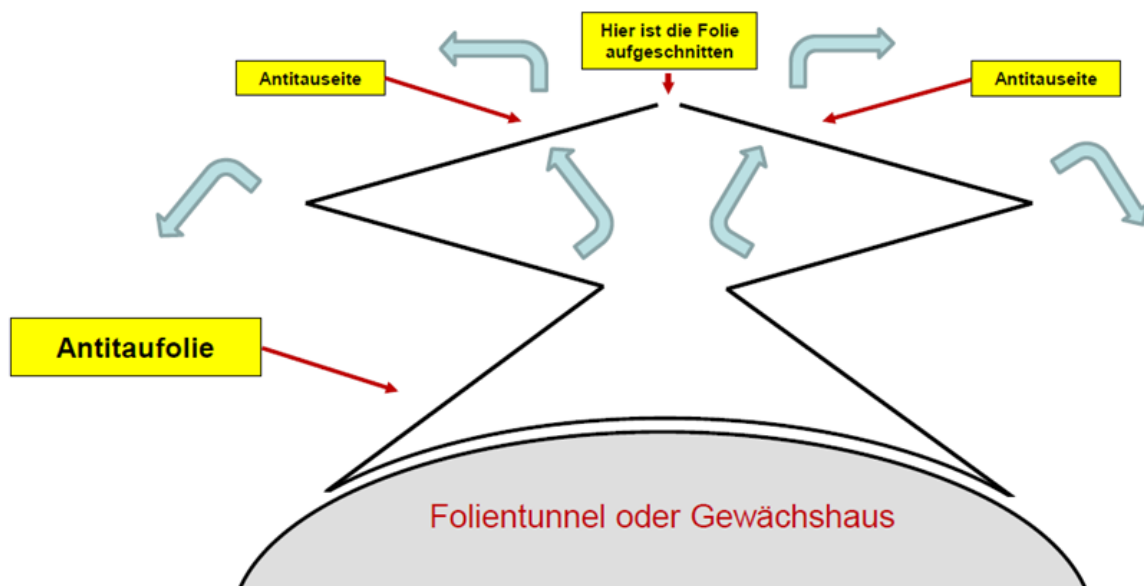 Hier ist die Folie
aufgeschnitten
Antitauseite
Antitauseite
Antitaufolie
Folientunnel oder Gewächshaus